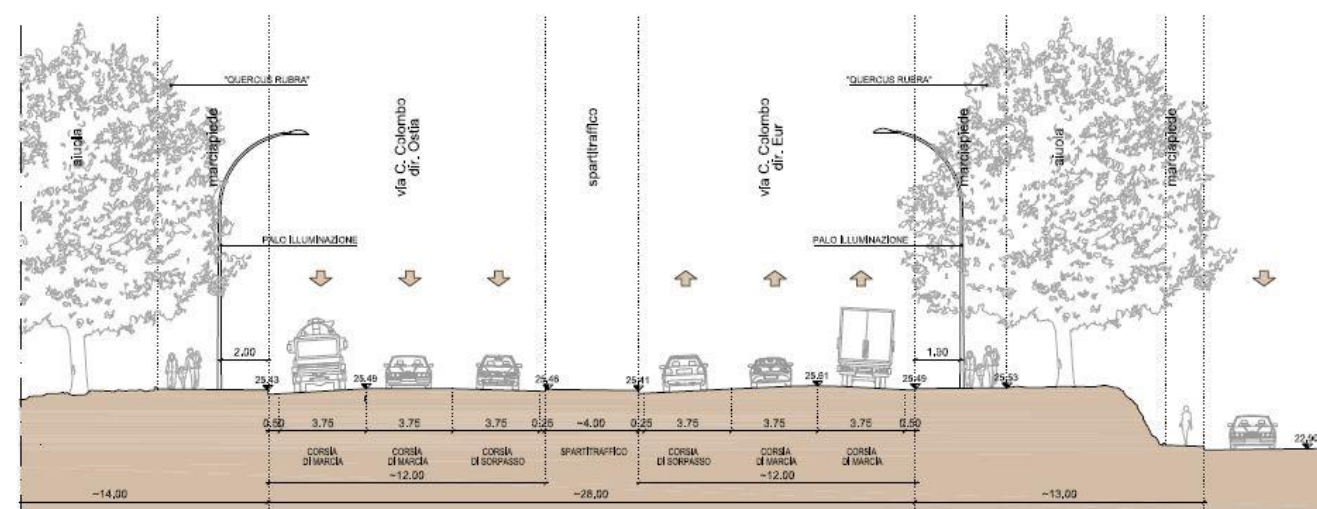 "QUERCUS RUBRA"
"QUERCUS RUBRA"
aiuola
marciapiede
via C. Colombo
dir. Ostia
spartitraffico
via C. Colombo
dir. Eur
marciapiede
aiuola
marciapiede
PALO ILLUMINAZIONE
PALO ILLUMINAZIONE
2.00
1.90
25.43
25.49
25.46
25.41
25.61
25.49
25.53
22.90
0.50
3.75
3.75
3.75
0.25
~4.00
0.25
3.75
3.75
3.75
0.50
CORSIA
DI MARCIA
CORSIA
DI MARCIA
CORSIA
DI SORPASSO
SPARTITRAFFICO
CORSIA
DI SORPASSO
CORSIA
DI MARCIA
CORSIA
DI MARCIA
~12.00
~12.00
~14.00
~28.00
~13.00